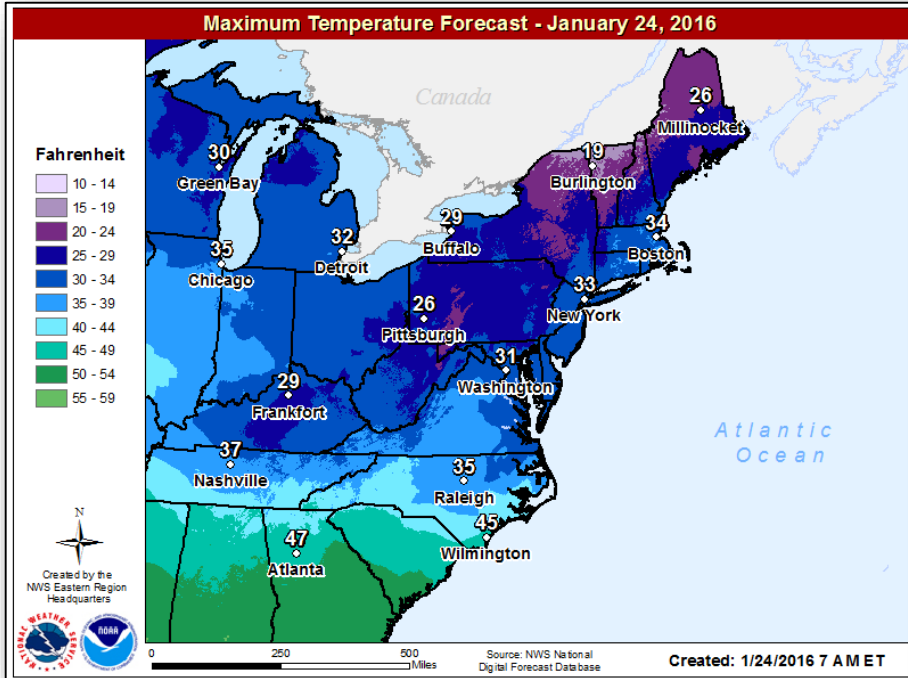 Maximum Temperature Forecast - January 24, 2016
Canada
26
Millinocket
19
Burlington
30
Green Bay
29
Buffalo
34
Boston
35
Chicago
32
Detroit
33
New York
26
Pittsburgh
31
Washington
29
Frankfort
37
Nashville
35
Raleigh
45
Wilmington
47
Atlanta
Atlantic
Ocean
Fahrenheit
10 - 14
15 - 19
20 - 24
25 - 29
30 - 34
35 - 39
40 - 44
45 - 49
50 - 54
55 - 59
N
Created by the
NWS Eastern Region
Headquarters
NATIONAL WEATHER SERVICE
NOAA
0 250 500
Miles
Source: NWS National
Digital Forecast Database
Created: 1/24/2016 7 AM ET